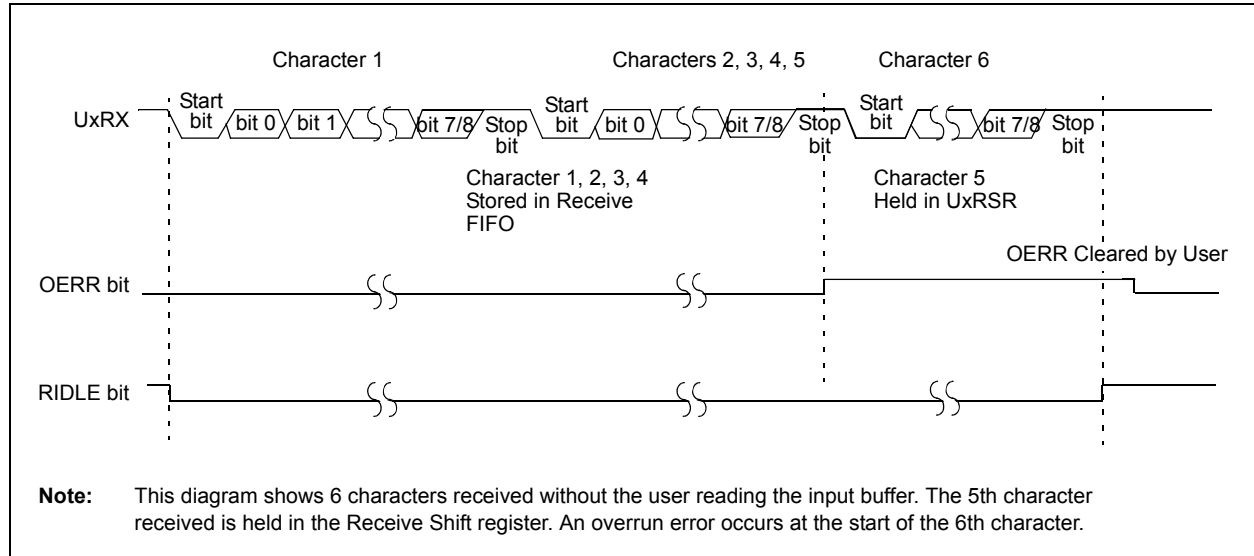 Character 1
Characters 2, 3, 4, 5
Character 6
UxRX
Start
bit
bit 0
bit 1
bit 7/8
Stop
bit
Start
bit
bit 0
bit 7/8
Stop
bit
Start
bit
bit 7/8
Stop
bit
Character 1, 2, 3, 4
Stored in Receive
FIFO
Character 5
Held in UxRSR
OERR Cleared by User
OERR bit
RIDLE bit
Note: This diagram shows 6 characters received without the user reading the input buffer. The 5th character
received is held in the Receive Shift register. An overrun error occurs at the start of the 6th character.